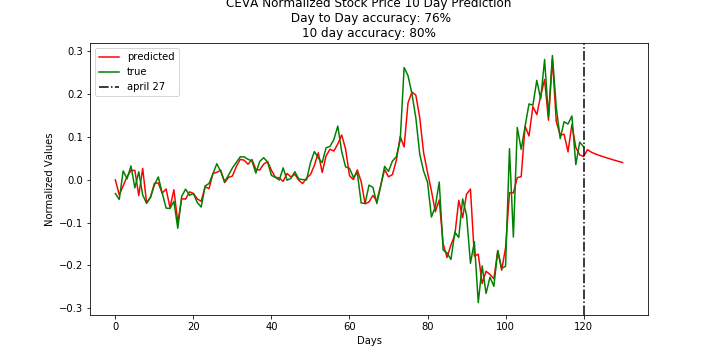 CEVA Normalized Stock Price 10 Day Prediction
Day to Day accuracy: 76%
10 day accuracy: 80%
predicted
true
april 27
Normalized Values
0.3
0.2
0.1
0.0
−0.1
−0.2
−0.3
0
20
40
60
80
100
120
Days